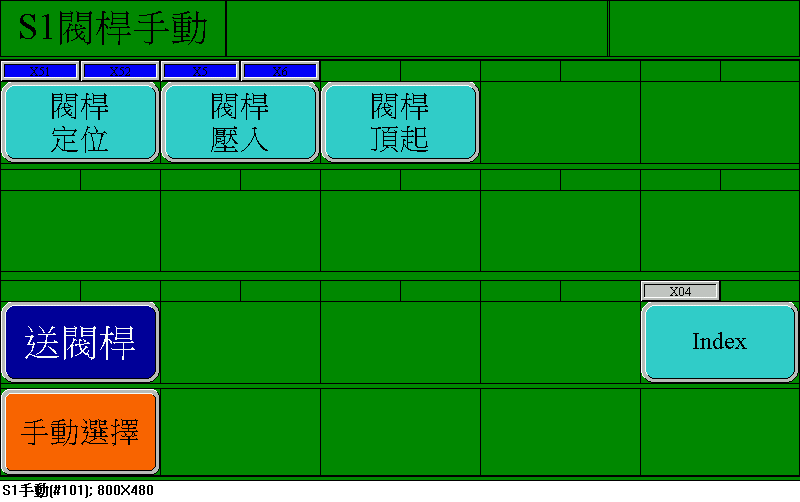 S1閥桿手動
閥桿
定位
閥桿
壓入
閥桿
頂起
X04
送閥桿
Index
手動選擇
S1手動(#101); 800X480